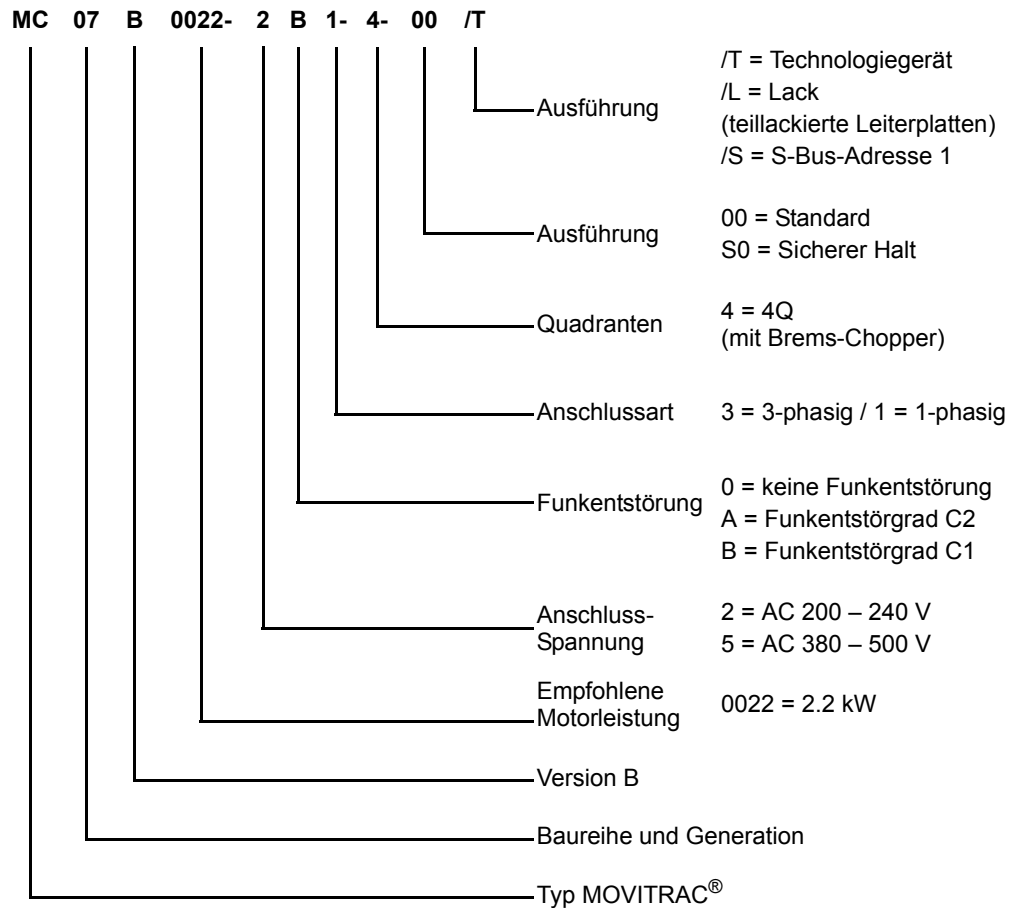 MC 07 B 0022- 2 B 1- 4- 00 /T
Ausführung
/T = Technologiegerät
/L = Lack
(teillackierte Leiterplatten)
/S = S-Bus-Adresse 1
Ausführung
00 = Standard
S0 = Sicherer Halt
Quadranten
4 = 4Q
(mit Brems-Chopper)
Anschlussart
3 = 3-phasig / 1 = 1-phasig
Funkentstörung
0 = keine Funkentstörung
A = Funkentstörgrad C2
B = Funkentstörgrad C1
Anschluss-
Spannung
2 = AC 200 – 240 V
5 = AC 380 – 500 V
Empfohlene
Motorleistung
0022 = 2.2 kW
Version B
Baureihe und Generation
Typ MOVITRAC®